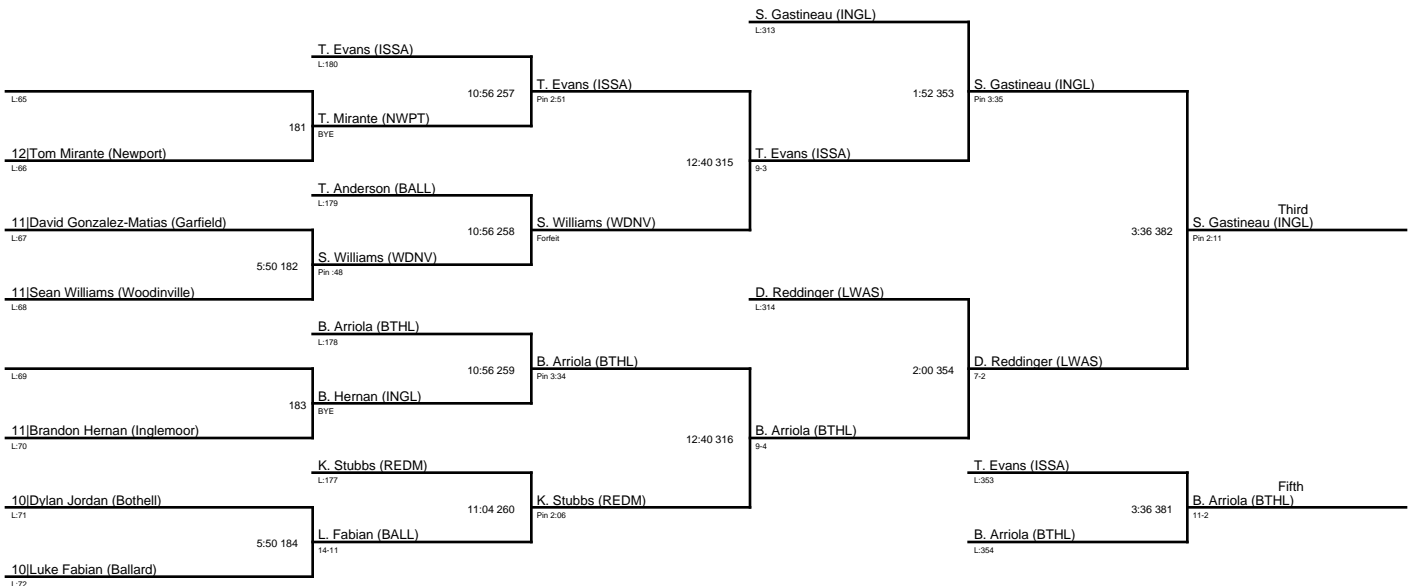 S. Gastineau (INGL)
L:313
T. Evans (ISSA)
L:180
10:56 257
T. Evans (ISSA)
Pin 2:51
1:52 353
S. Gastineau (INGL)
Pin 3:35
L:65
181
T. Mirante (NWPT)
BYE
12|Tom Mirante (Newport)
L:66
12:40 315
T. Evans (ISSA)
9-3
T. Anderson (BALL)
L:179
11|David Gonzalez-Matias (Garfield)
L:67
10:56 258
S. Williams (WDNV)
Forfeit
3:36 382
Third
S. Gastineau (INGL)
Pin 2:11
5:50 182
S. Williams (WDNV)
Pin :48
11|Sean Williams (Woodinville)
L:68
D. Reddinger (LWAS)
L:314
B. Arriola (BTHL)
L:178
L:69
10:56 259
B. Arriola (BTHL)
Pin 3:34
2:00 354
D. Reddinger (LWAS)
7-2
183
B. Hernan (INGL)
BYE
11|Brandon Hernan (Inglemoor)
L:70
12:40 316
B. Arriola (BTHL)
9-4
K. Stubbs (REDM)
L:177
T. Evans (ISSA)
L:353
10|Dylan Jordan (Bothell)
L:71
11:04 260
K. Stubbs (REDM)
Pin 2:06
3:36 381
Fifth
B. Arriola (BTHL)
11-2
5:50 184
L. Fabian (BALL)
14-11
B. Arriola (BTHL)
L:354
10|Luke Fabian (Ballard)
L:72